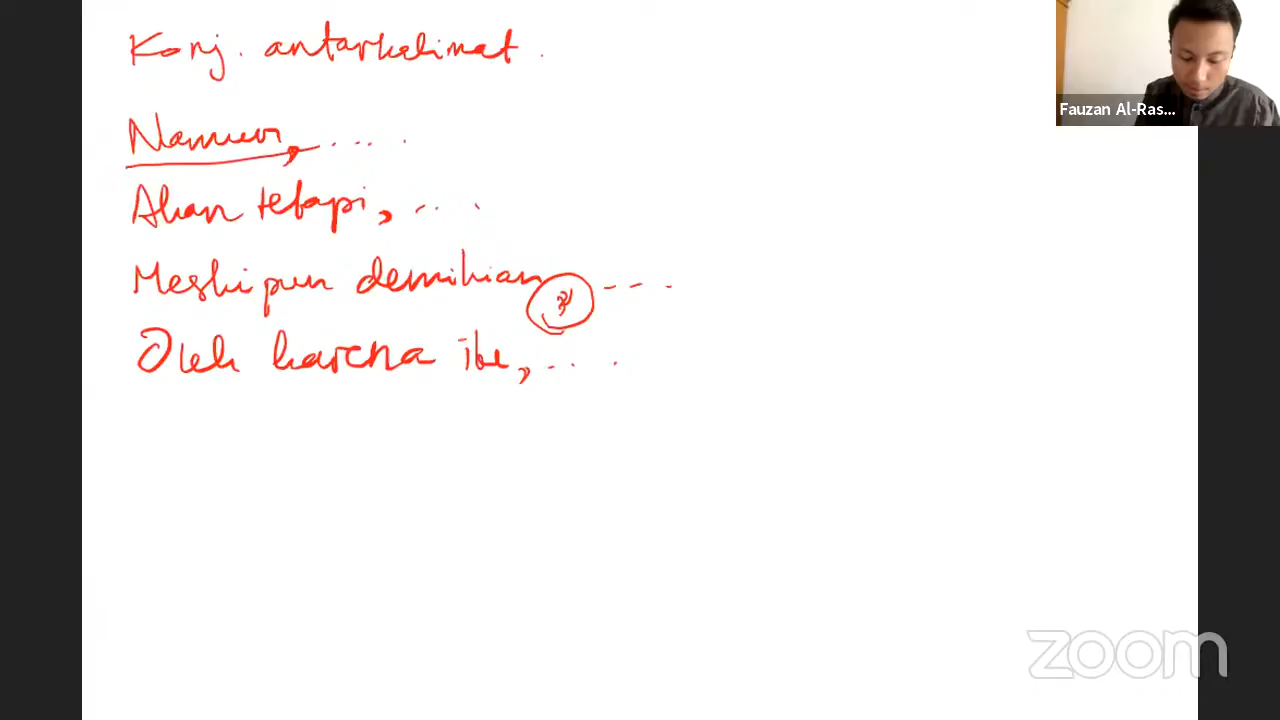 Konj. antarkalimat.
Namun, .....
Akan tetapi, ....
Meskipun demikian, ....
Oleh karena itu, ....
Fauzan Al-Ras...
zoom